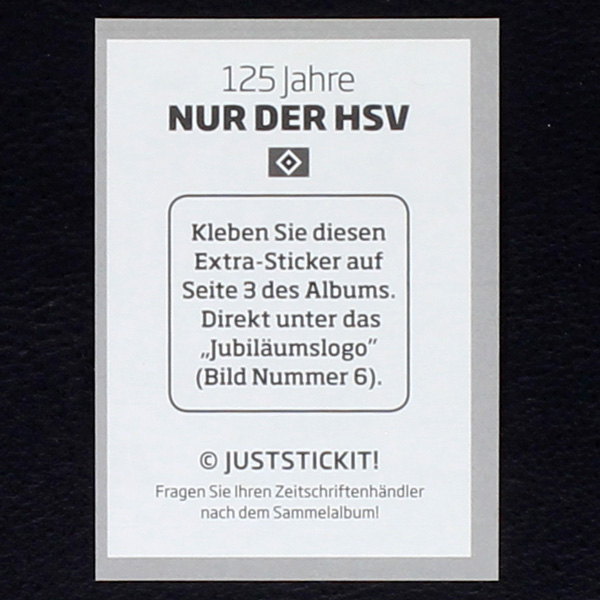 125 Jahre
NUR DER HSV
Kleben Sie diesen
Extra-Sticker auf
Seite 3 des Albums.
Direkt unter das
„Jubiläumslogo“
(Bild Nummer 6).
© JUSTSTICKIT!
Fragen Sie Ihren Zeitschriftenhändler
nach dem Sammelalbum!